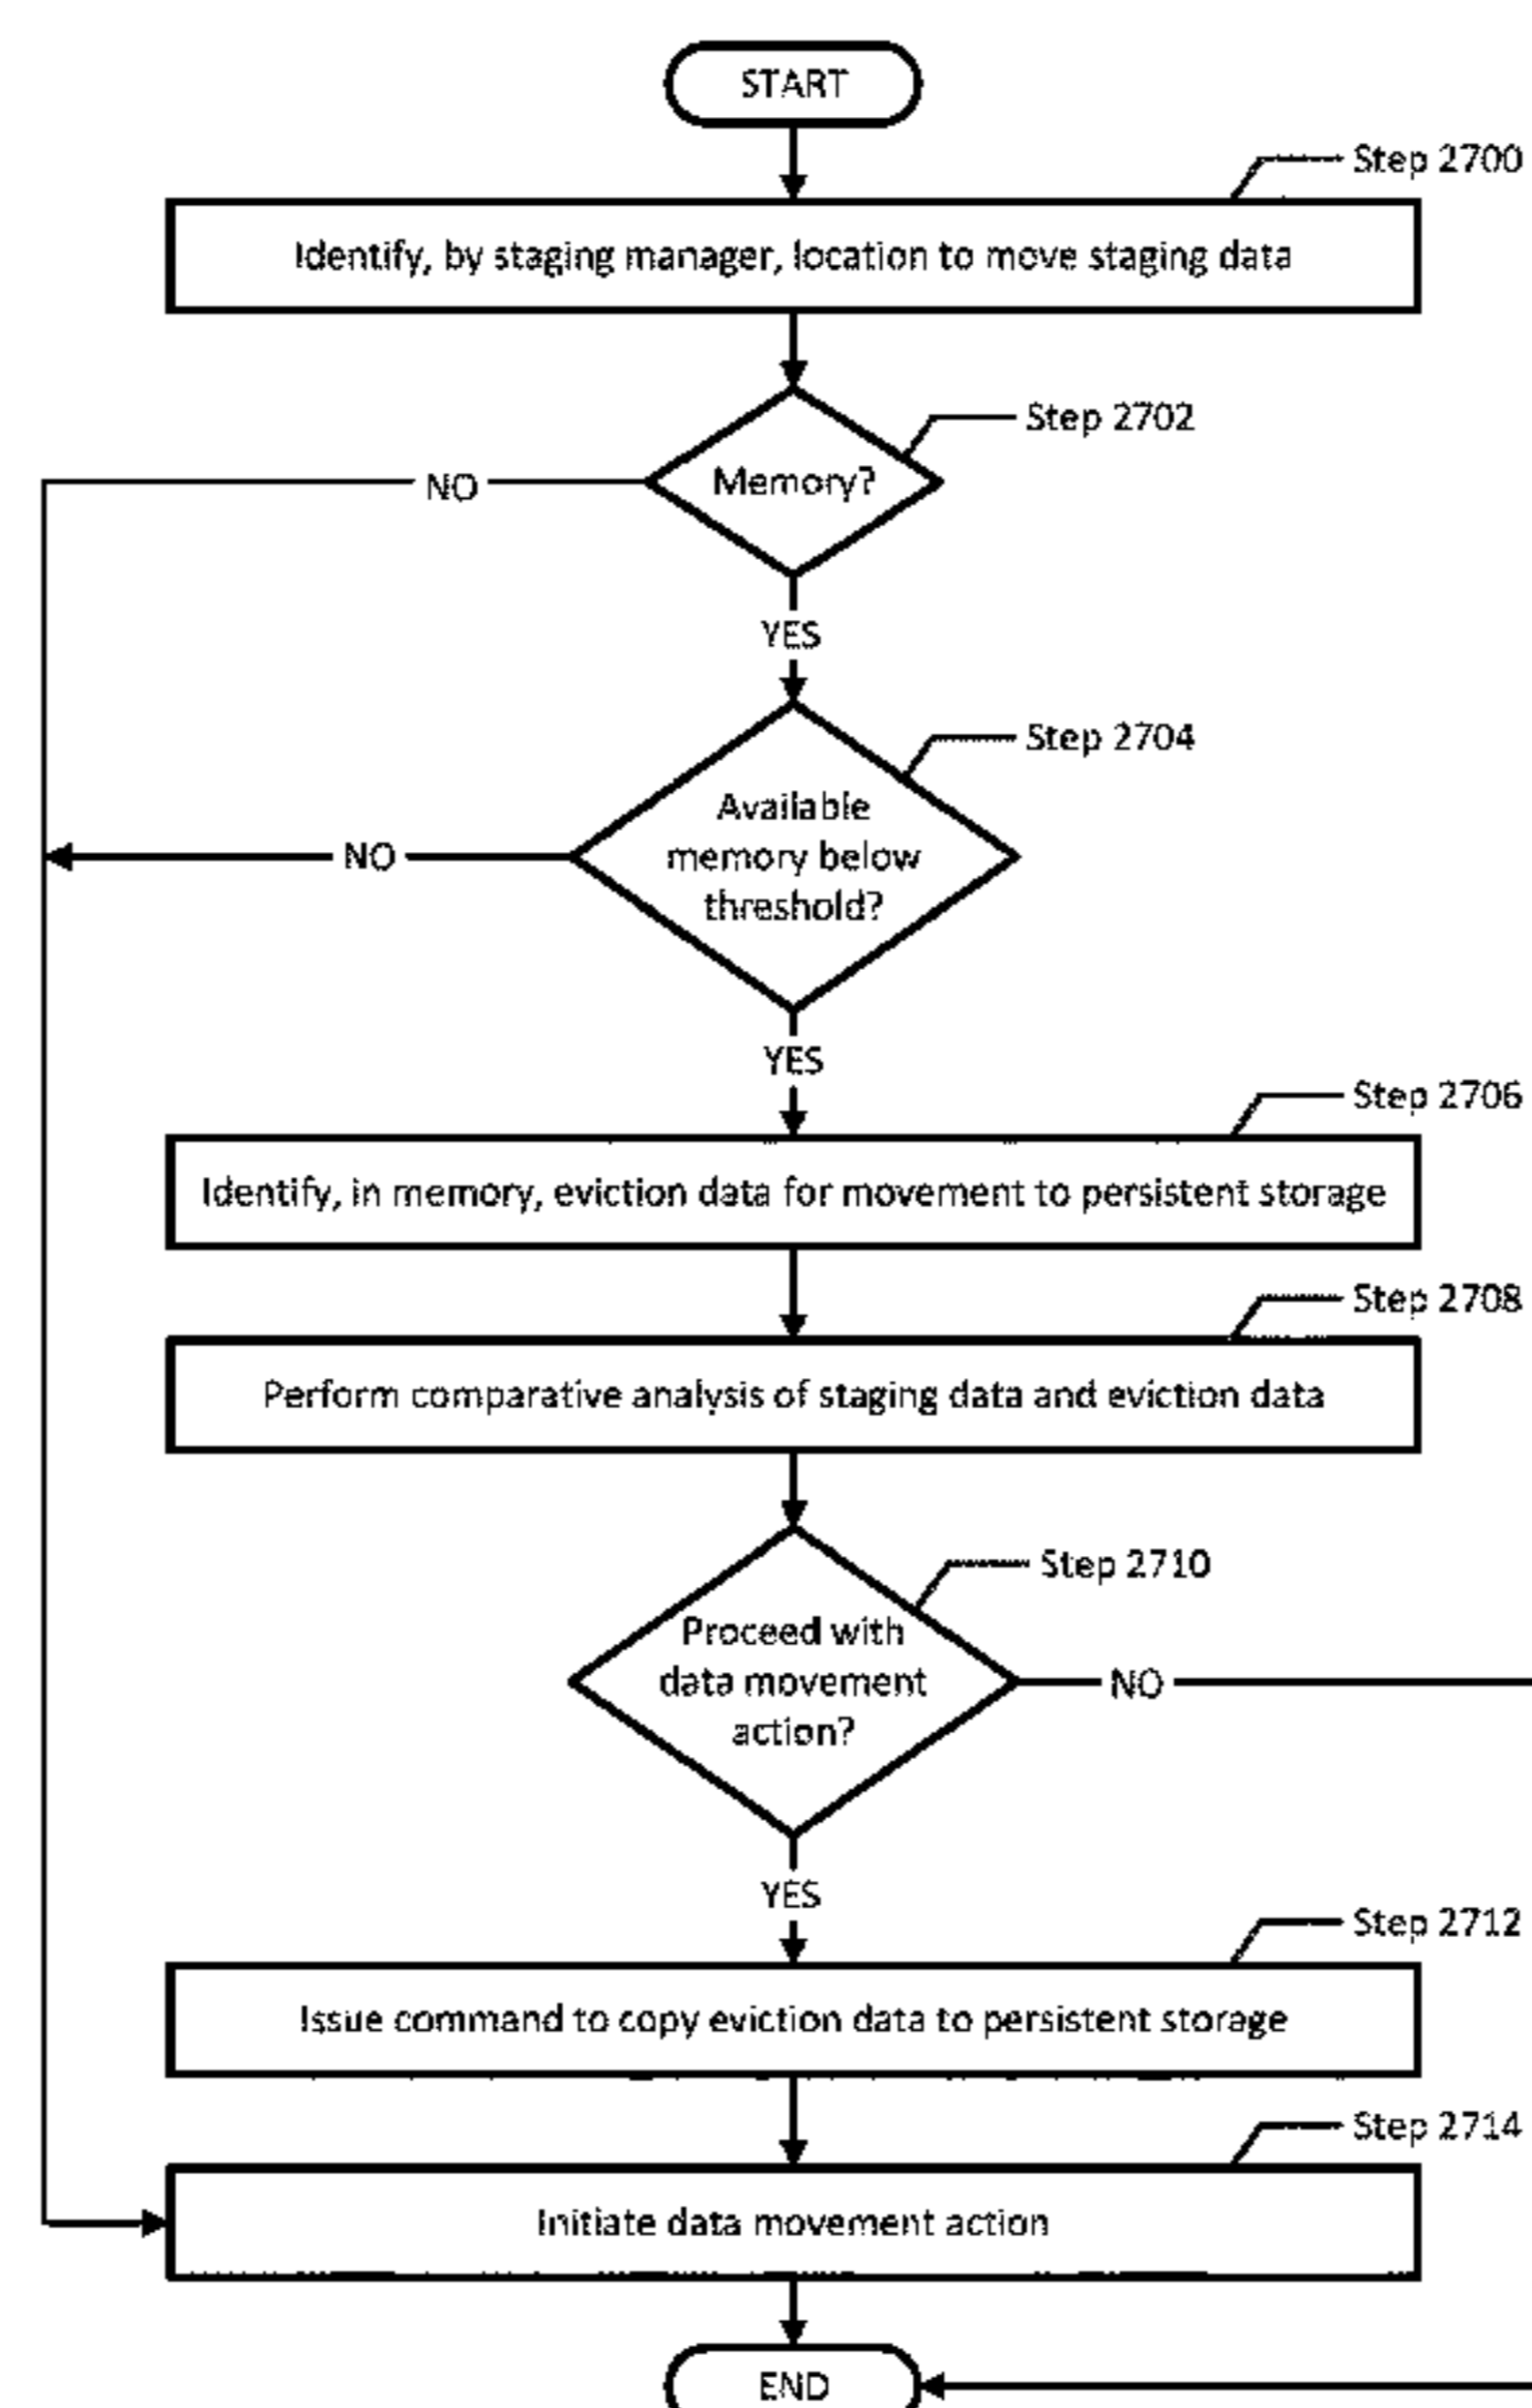 START
Step 2700
Identify, by staging manager, location to move staging data
Step 2702
Memory?
NO
YES
Step 2704
Available
memory below
threshold?
NO
YES
Step 2706
Identify, in memory, eviction data for movement to persistent storage
Step 2708
Perform comparative analysis of staging data and eviction data
Step 2710
Proceed with
data movement
action?
NO
YES
Step 2712
Issue command to copy eviction data to persistent storage
Step 2714
Initiate data movement action
END